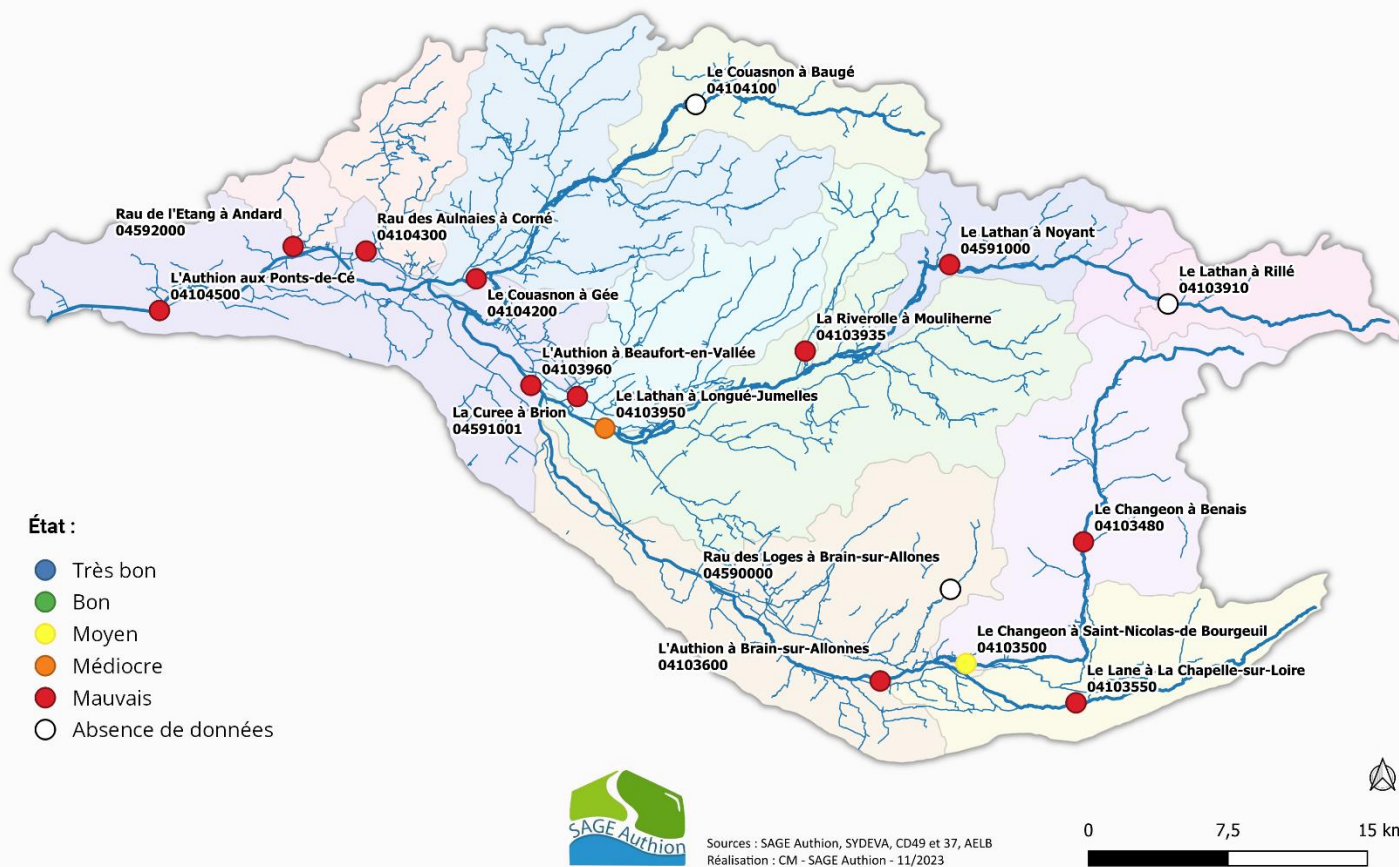 Le Couasnon à Baugé
04104100
Rau de l'Etang à Andard
04592000
Rau des Aulnaies à Corné
04104300
Le Lathan à Noyant
04591000
L'Authion aux Ponts-de-Cé
04104500
Le Lathan à Rillé
04103910
Le Couasnon à Gée
04104200
La Riverolle à Mouliherne
04103935
L'Authion à Beaufort-en-Vallée
04103960
Le Lathan à Longué-Jumelles
04103950
La Curee à Brion
04591001
Le Changeon à Benais
04103480
État :
Très bon
Bon
Moyen
Médiocre
Mauvais
Absence de données
Rau des Loges à Brain-sur-Allones
04590000
Le Changeon à Saint-Nicolas-de Bourgeuil
04103500
L'Authion à Brain-sur-Allonnes
04103600
Le Lane à La Chapelle-sur-Loire
04103550
SAGE Authion
Sources : SAGE Authion, SYDEVA, CD49 et 37, AELB
Réalisation : CM - SAGE Authion - 11/2023
0 7,5 15 km